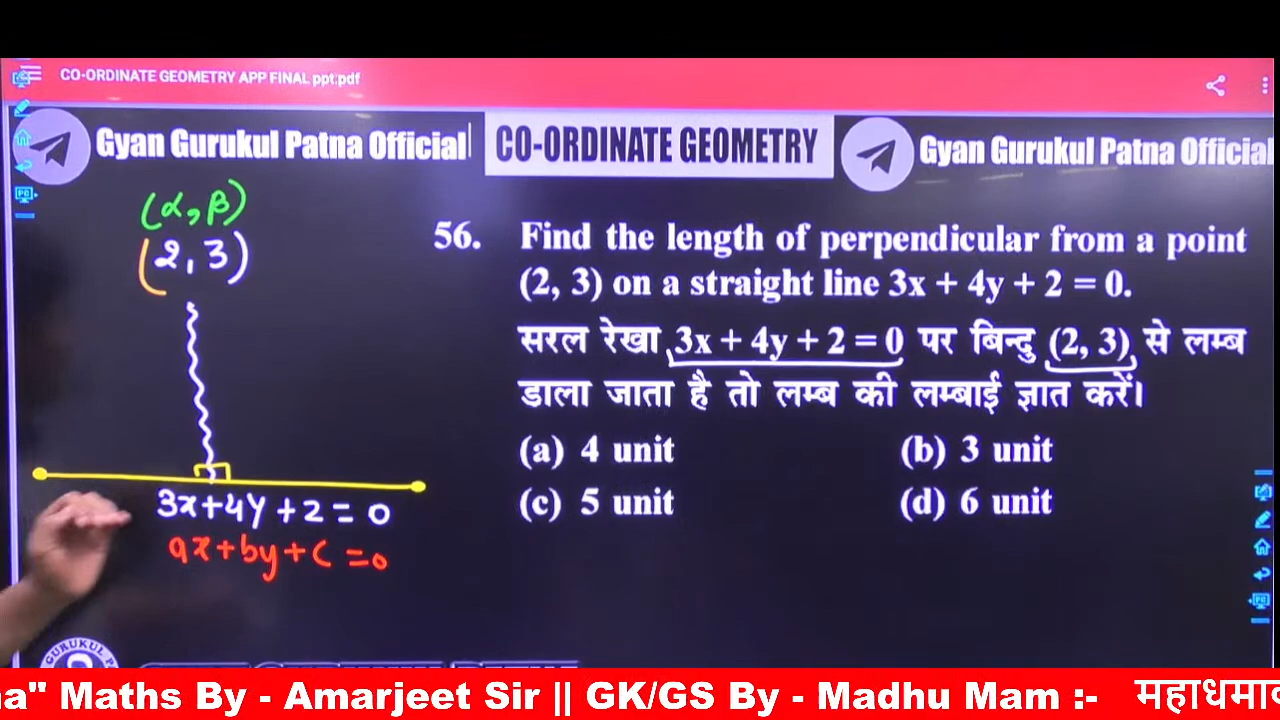 CO-ORDINATE GEOMETRY APP FINAL ppt.pdf
Gyan Gurukul Patna Official
CO-ORDINATE GEOMETRY
Gyan Gurukul Patna Official
(α, β)
(2, 3)
56. Find the length of perpendicular from a point
(2, 3) on a straight line 3x + 4y + 2 = 0.
सरल रेखा 3x + 4y + 2 = 0 पर बिन्दु (2, 3) से लम्ब
डाला जाता है तो लम्ब की लम्बाई ज्ञात करें।
(a) 4 unit (b) 3 unit
(c) 5 unit (d) 6 unit
3x+4y+2=0
ax+by+c=0
GURUKUL
" Maths By - Amarjeet Sir || GK/GS By - Madhu Mam :-